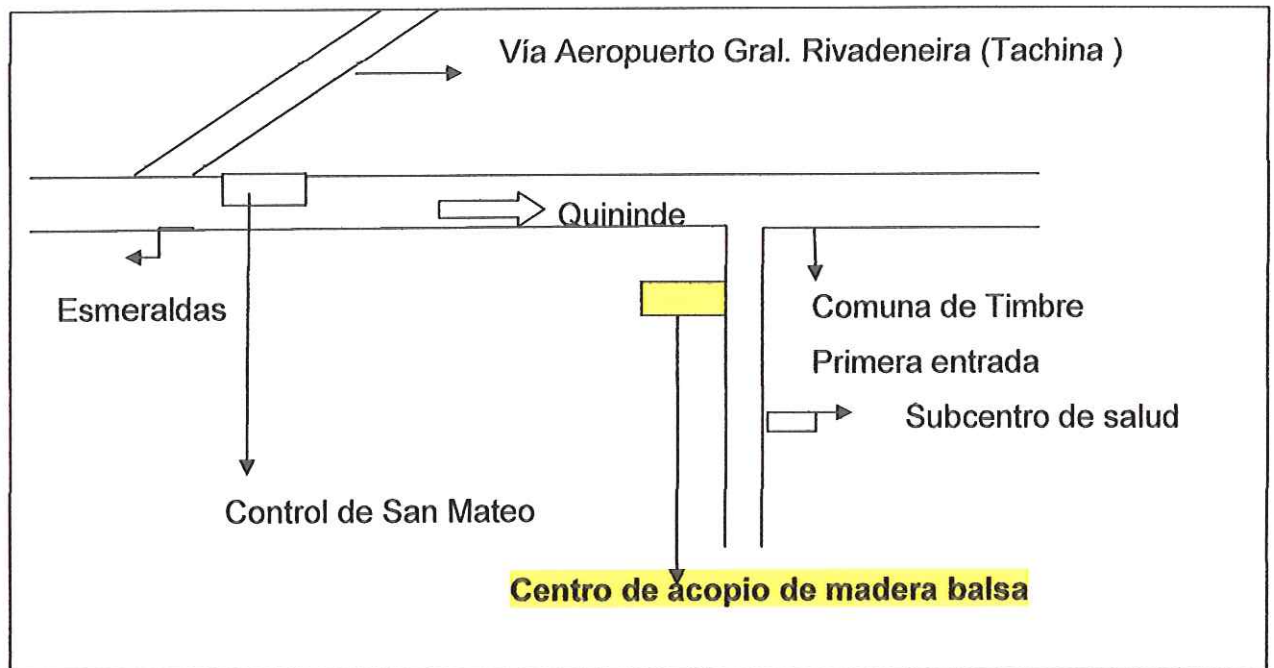 Vía Aeropuerto Gral. Rivadeneira (Tachina )
Quininde
Esmeraldas
Comuna de Timbre
Primera entrada
Subcentro de salud
Control de San Mateo
Centro de acopio de madera balsa